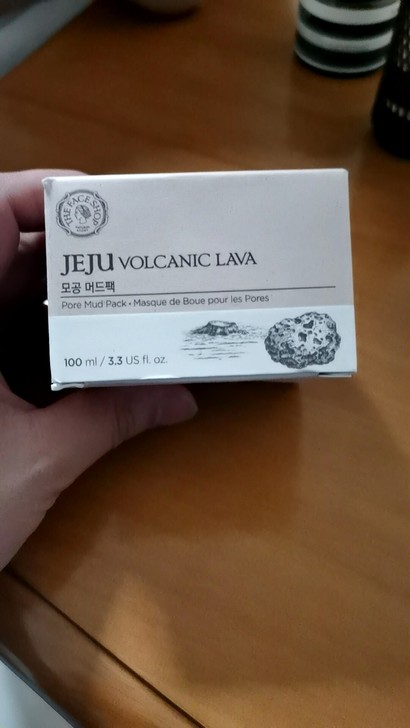 THE FACE SHOP
JEJU VOLCANIC LAVA
모공 머드팩
Pore Mud Pack • Masque de Boue pour les Pores
100 ml / 3.3 US fl. oz.